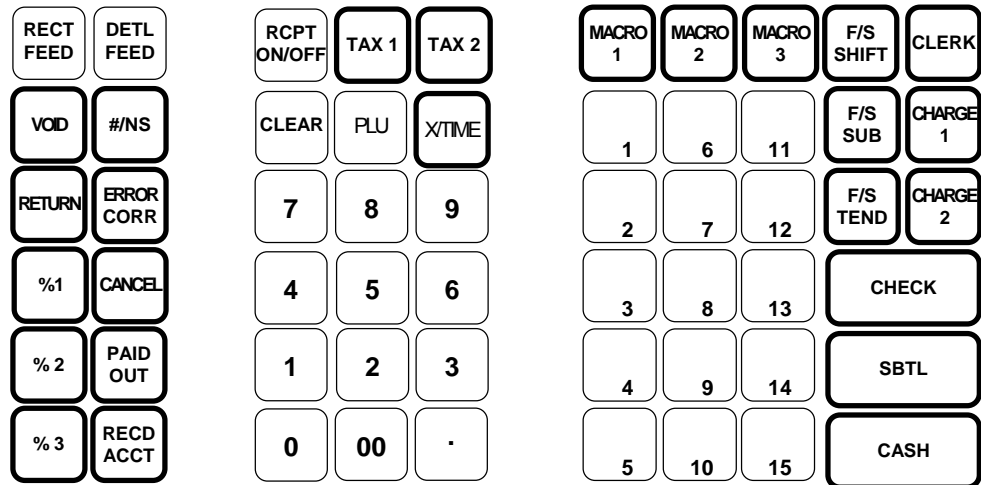 RECT
FEED
DETL
FEED
VOID
#/NS
RETURN
ERROR
CORR
%1
CANCEL
% 2
PAID
OUT
% 3
RECD
ACCT
RCPT
ON/OFF
TAX 1
TAX 2
CLEAR
PLU
X/TIME
7
8
9
4
5
6
1
2
3
0
00
.
MACRO
1
MACRO
2
MACRO
3
F/S
SHIFT
CLERK
1
6
11
F/S
SUB
CHARGE
1
2
7
12
F/S
TEND
CHARGE
2
3
8
13
CHECK
4
9
14
SBTL
5
10
15
CASH